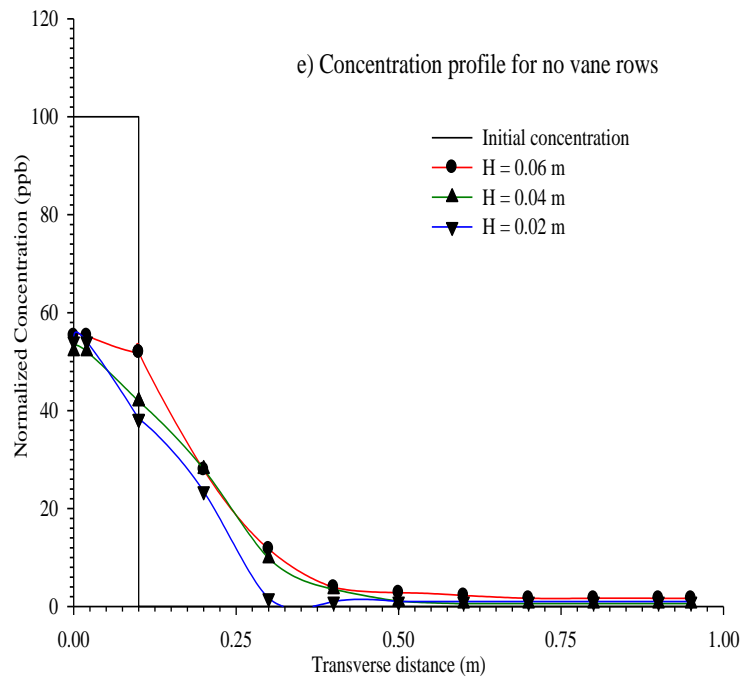 120
e) Concentration profile for no vane rows
100
Initial concentration
H = 0.06 m
H = 0.04 m
80
H = 0.02 m
Normalized Concentration (ppb)
60
40
20
0
0.00 0.25 0.50 0.75 1.00
Transverse distance (m)